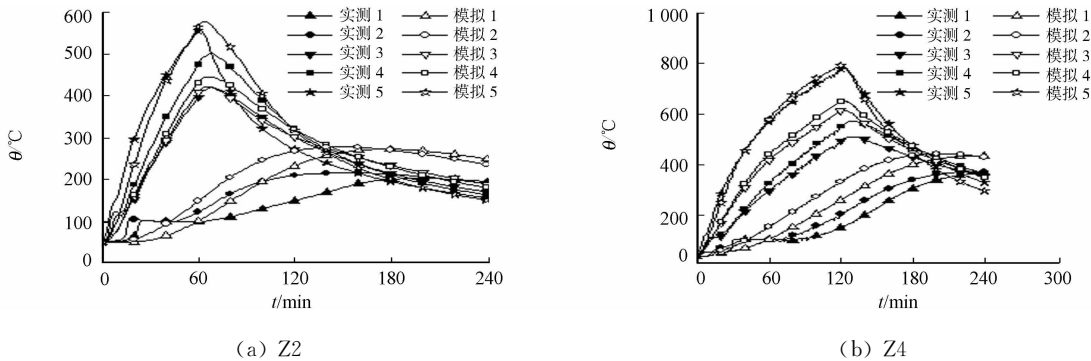 600
500
400
300
200
100
0
θ/℃
0 60 120 180 240
t/min
实测 1 模拟 1
实测 2 模拟 2
实测 3 模拟 3
实测 4 模拟 4
实测 5 模拟 5
(a) Z2
1 000
800
600
400
200
0
θ/℃
0 60 120 180 240 300
t/min
实测 1 模拟 1
实测 2 模拟 2
实测 3 模拟 3
实测 4 模拟 4
实测 5 模拟 5
(b) Z4